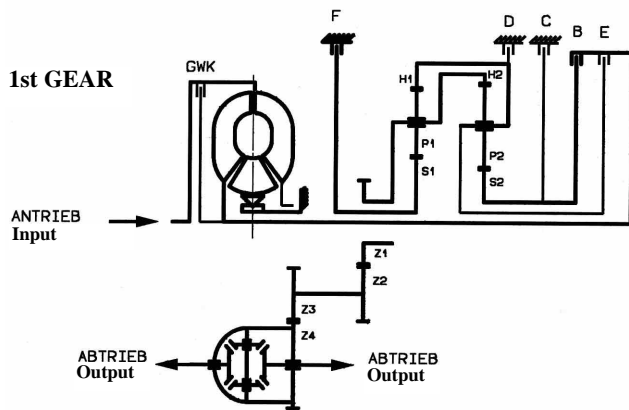 F
D
C
B
E
1st GEAR
GWK
H1
H2
P1
P2
S1
S2
ANTRIEB
Input
Z1
Z2
Z3
Z4
ABTRIEB
Output
ABTRIEB
Output